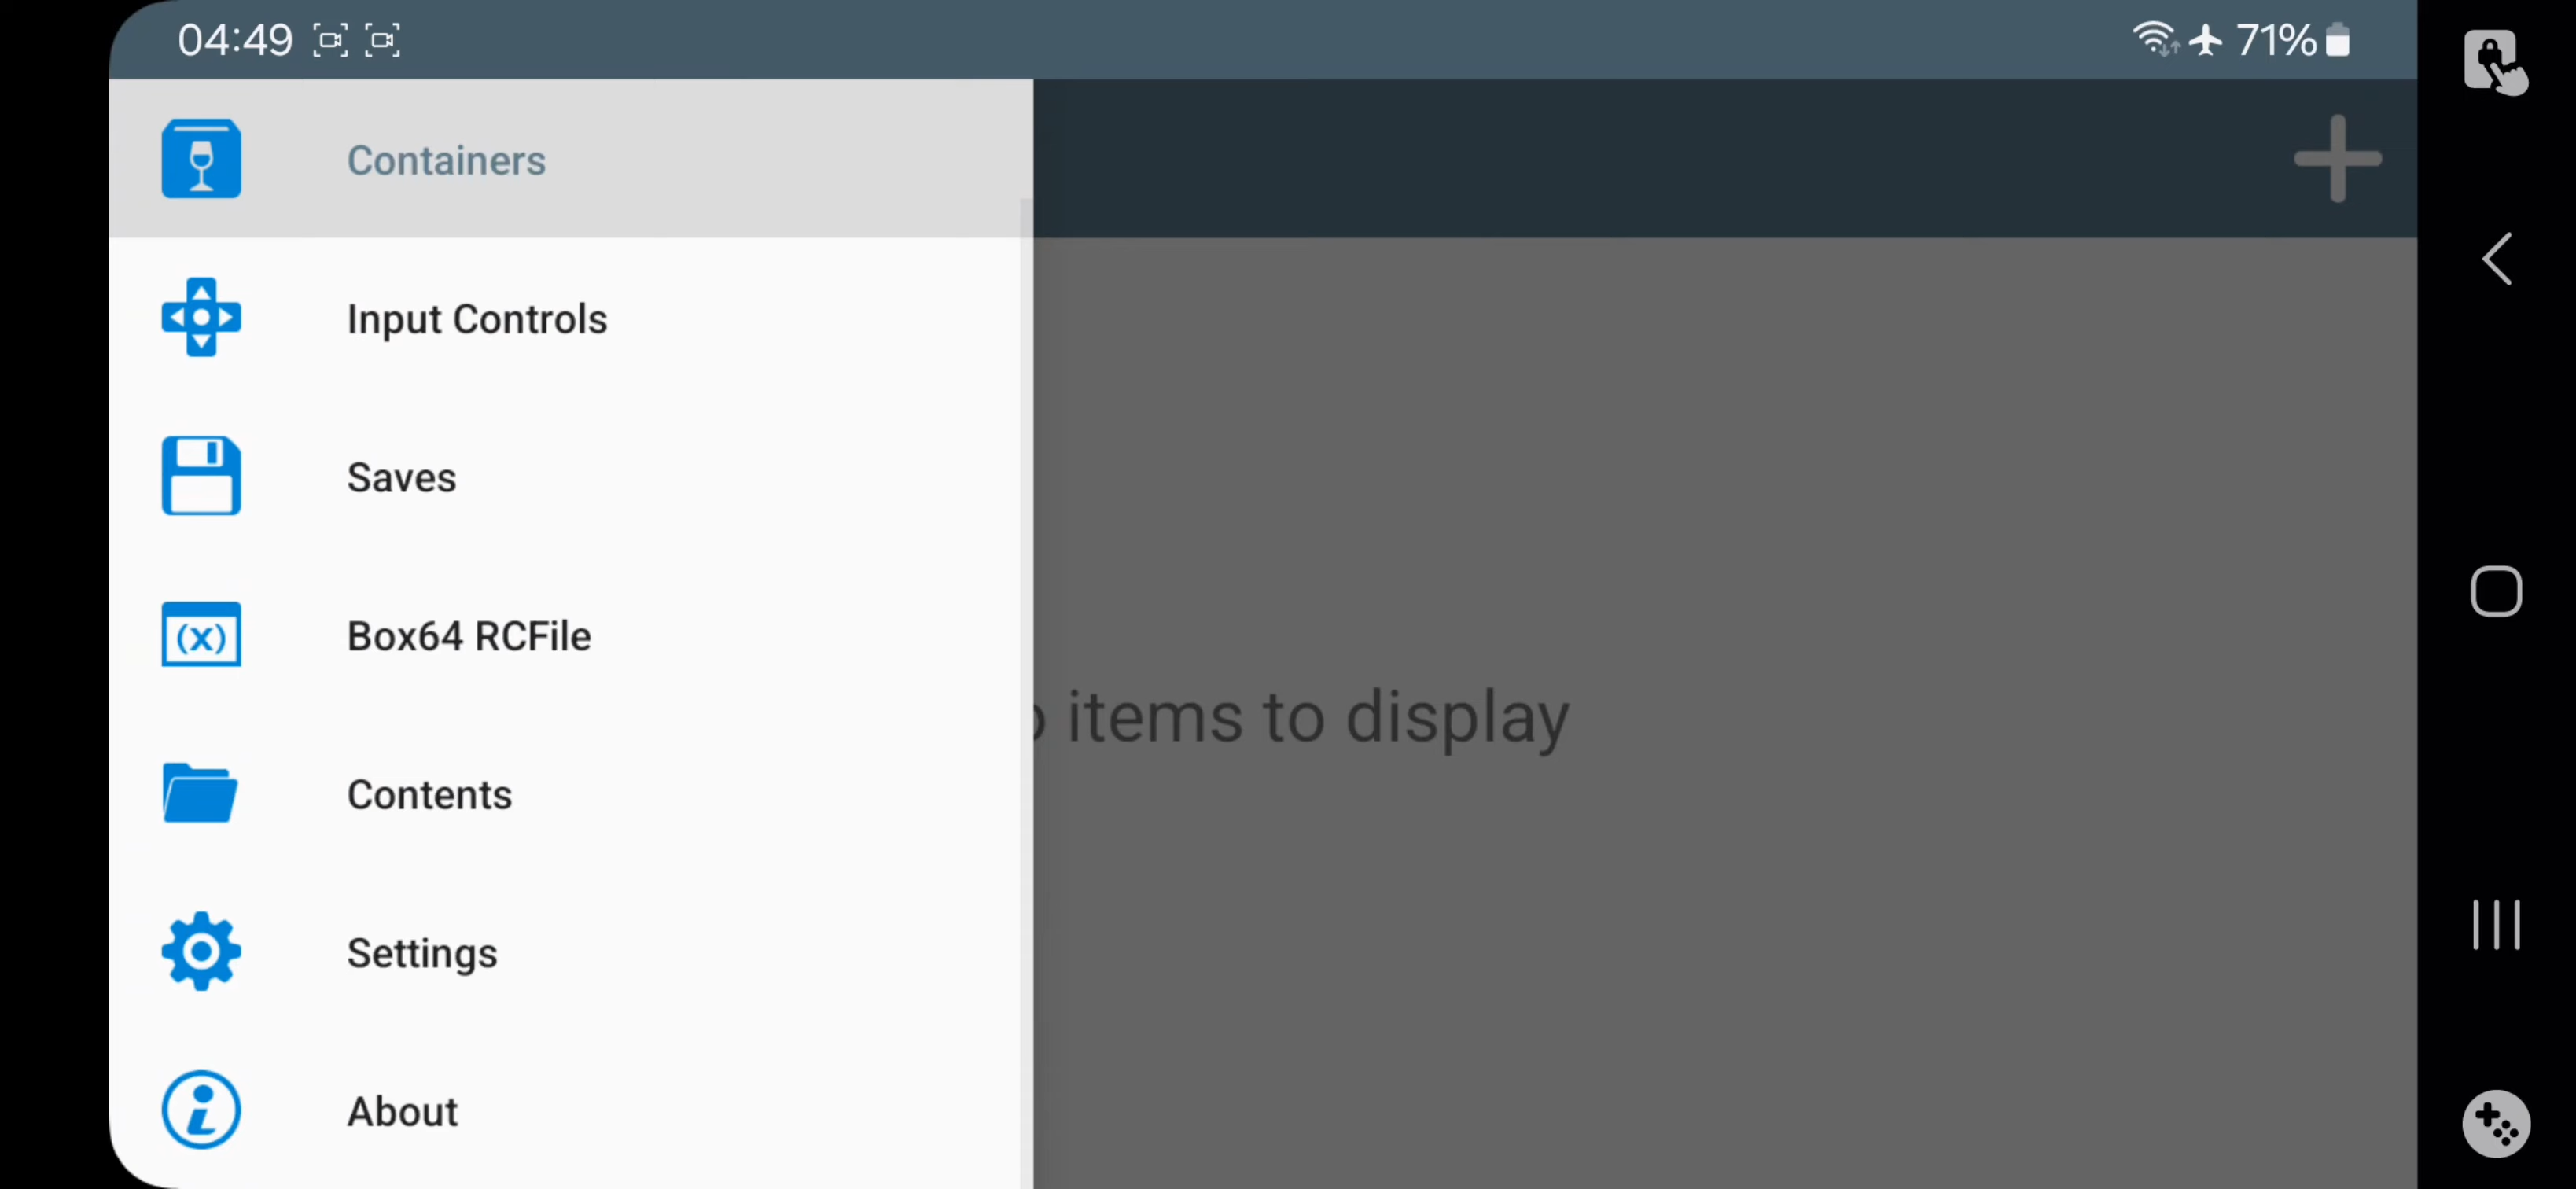 04:49 71%
Containers
Input Controls
Saves
(x) Box64 RCFile
items to display
Contents
Settings
About